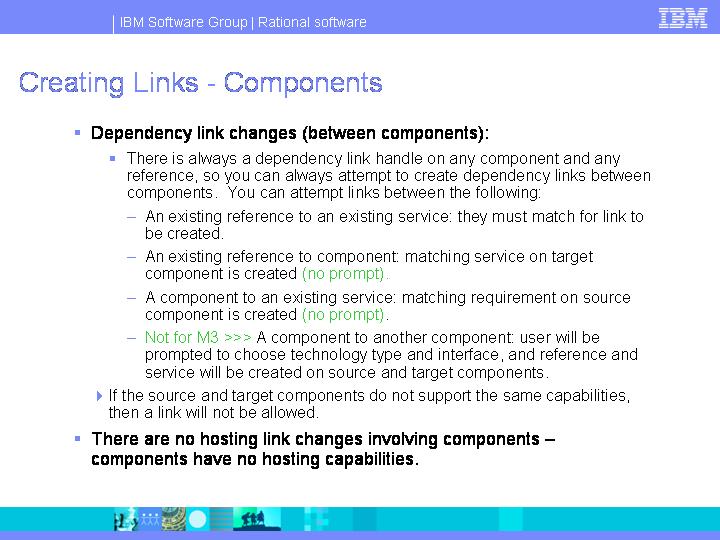 IBM Software Group | Rational software
IBM
Creating Links - Components
▪ Dependency link changes (between components):
▪ There is always a dependency link handle on any component and any
reference, so you can always attempt to create dependency links between
components.  You can attempt links between the following:
– An existing reference to an existing service: they must match for link to
be created.
– An existing reference to component: matching service on target
component is created (no prompt).
– A component to an existing service: matching requirement on source
component is created (no prompt).
– Not for M3 >>> A component to another component: user will be
prompted to choose technology type and interface, and reference and
service will be created on source and target components.
If the source and target components do not support the same capabilities,
then a link will not be allowed.
▪ There are no hosting link changes involving components –
components have no hosting capabilities.